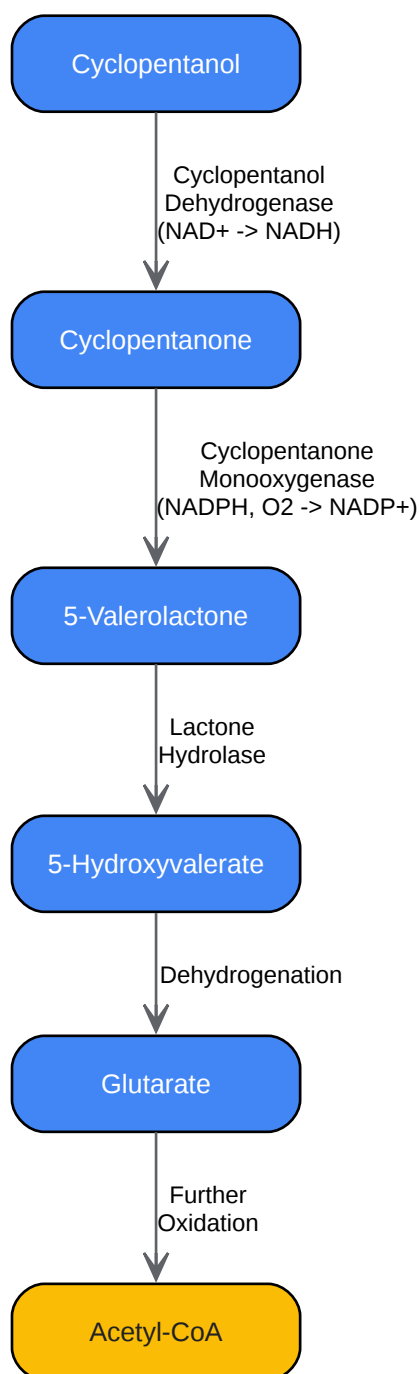 Cyclopentanol
Cyclopentanol
Dehydrogenase
(NAD+ -> NADH)
Cyclopentanone
Cyclopentanone
Monooxygenase
(NADPH, O2 -> NADP+)
5-Valerolactone
Lactone
Hydrolase
5-Hydroxyvalerate
Dehydrogenation
Glutarate
Further
Oxidation
Acetyl-CoA